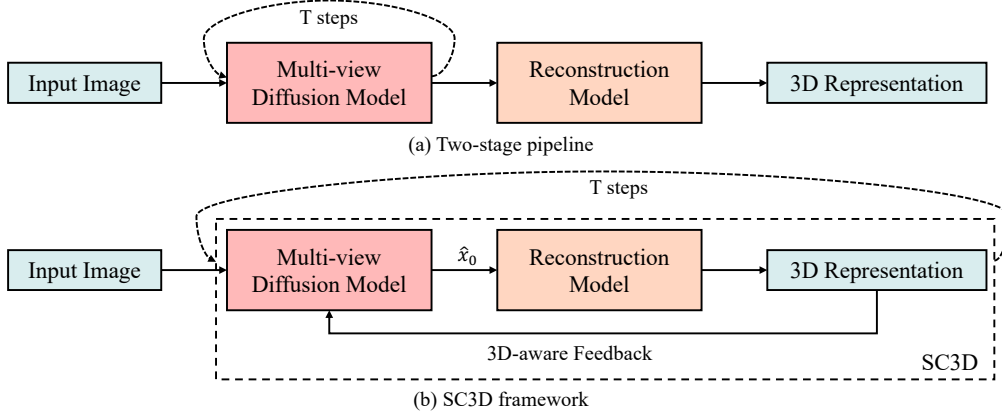 T steps
Input Image
Multi-view
Diffusion Model
Reconstruction
Model
3D Representation
(a) Two-stage pipeline
T steps
Input Image
Multi-view
Diffusion Model
x̂₀
Reconstruction
Model
3D Representation
3D-aware Feedback
SC3D
(b) SC3D framework